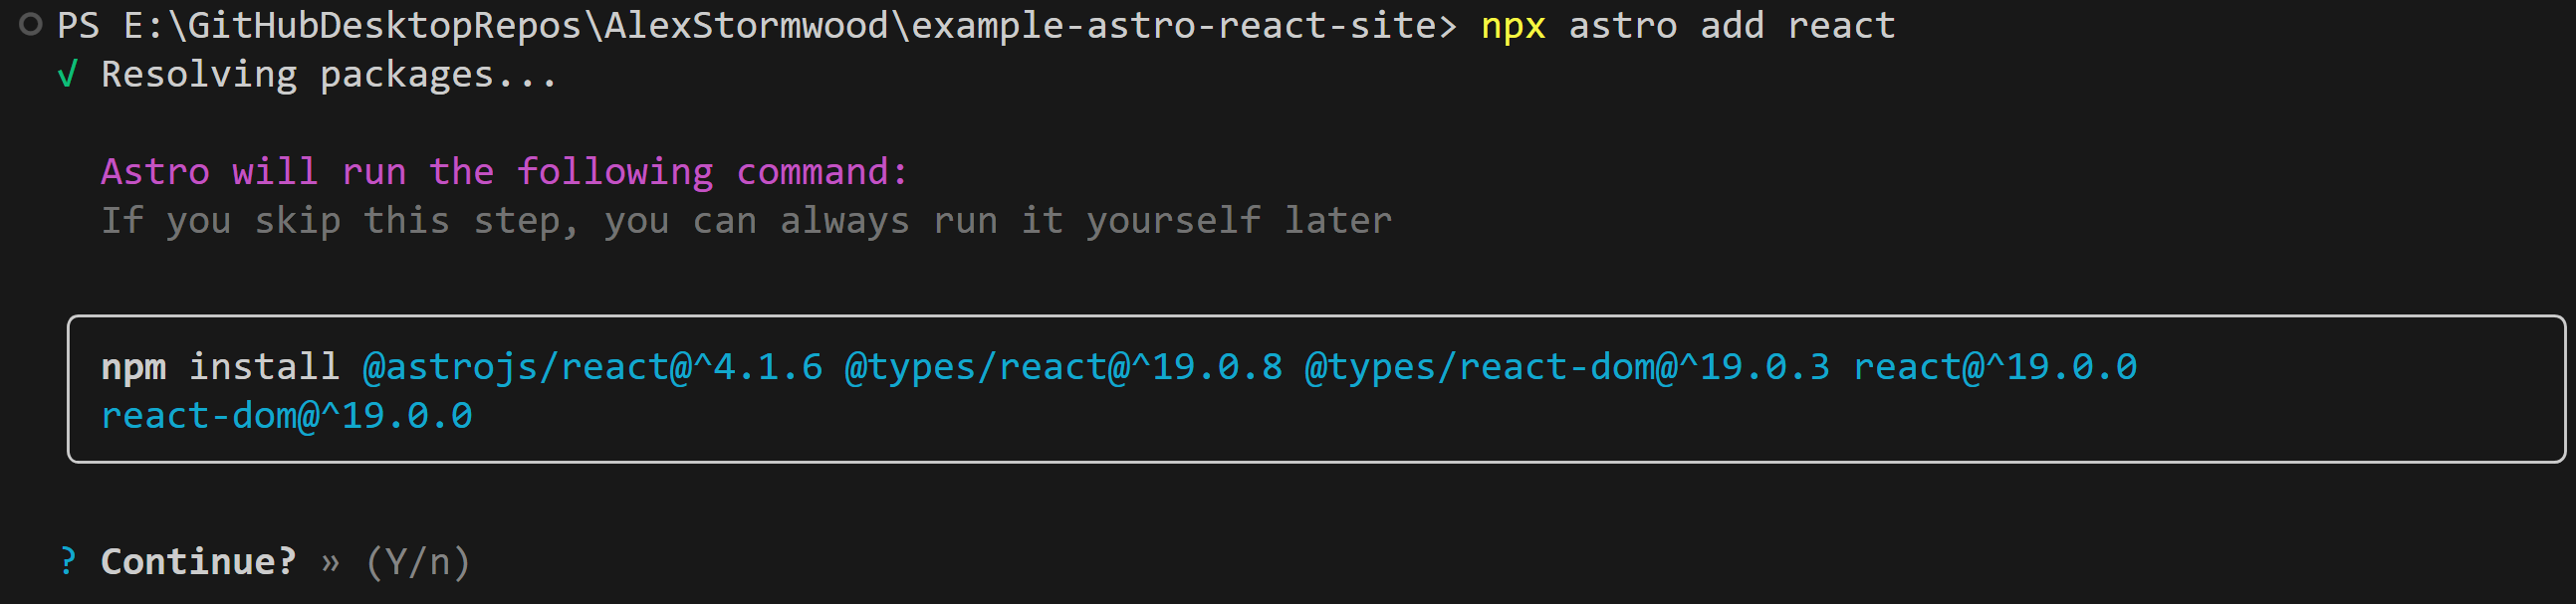 PS E:\GitHubDesktopRepos\AlexStormwood\example-astro-react-site> npx astro add react
√ Resolving packages...
Astro will run the following command:
If you skip this step, you can always run it yourself later
npm install @astrojs/react@^4.1.6 @types/react@^19.0.8 @types/react-dom@^19.0.3 react@^19.0.0
react-dom@^19.0.0
? Continue? » (Y/n)